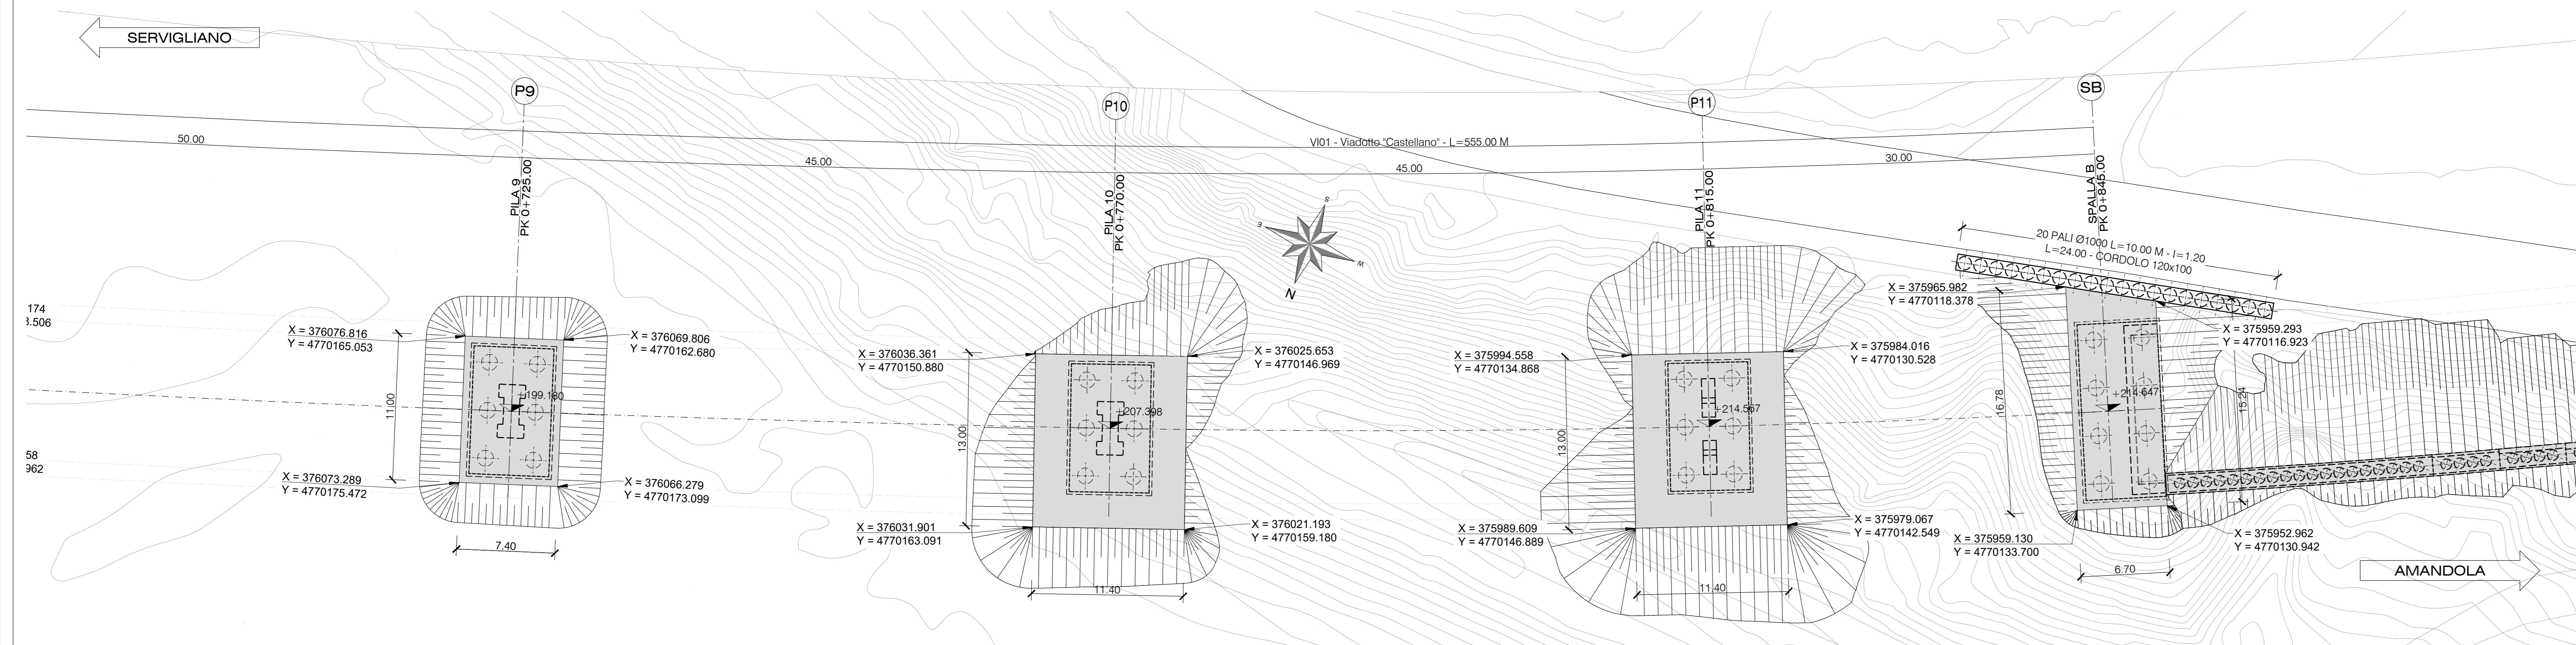 SERVIGLIANO
P9
P10
P11
SB
50.00
45.00
VI01 - Viadotto "Castellano" - L=555.00 M
45.00
30.00
PILA 9
PK 0+725.00
PILA 10
PK 0+770.00
PILA 11
PK 0+815.00
SPALLA B
PK 0+845.00
S
E
W
N
20 PALI Ø1000 L=10.00 M - I=1.20
L=24.00 - CORDOLO 120x100
174
3.506
58
962
X = 376076.816
Y = 4770165.053
X = 376069.806
Y = 4770162.680
11.00
+199.180
X = 376073.289
Y = 4770175.472
X = 376066.279
Y = 4770173.099
7.40
X = 376036.361
Y = 4770150.880
X = 376025.653
Y = 4770146.969
13.00
+207.398
X = 376031.901
Y = 4770163.091
X = 376021.193
Y = 4770159.180
11.40
X = 375994.558
Y = 4770134.868
X = 375984.016
Y = 4770130.528
13.00
+214.567
X = 375989.609
Y = 4770146.889
X = 375979.067
Y = 4770142.549
11.40
X = 375965.982
Y = 4770118.378
X = 375959.293
Y = 4770116.923
16.78
+214.647
15.24
X = 375959.130
Y = 4770133.700
X = 375952.962
Y = 4770130.942
6.70
AMANDOLA